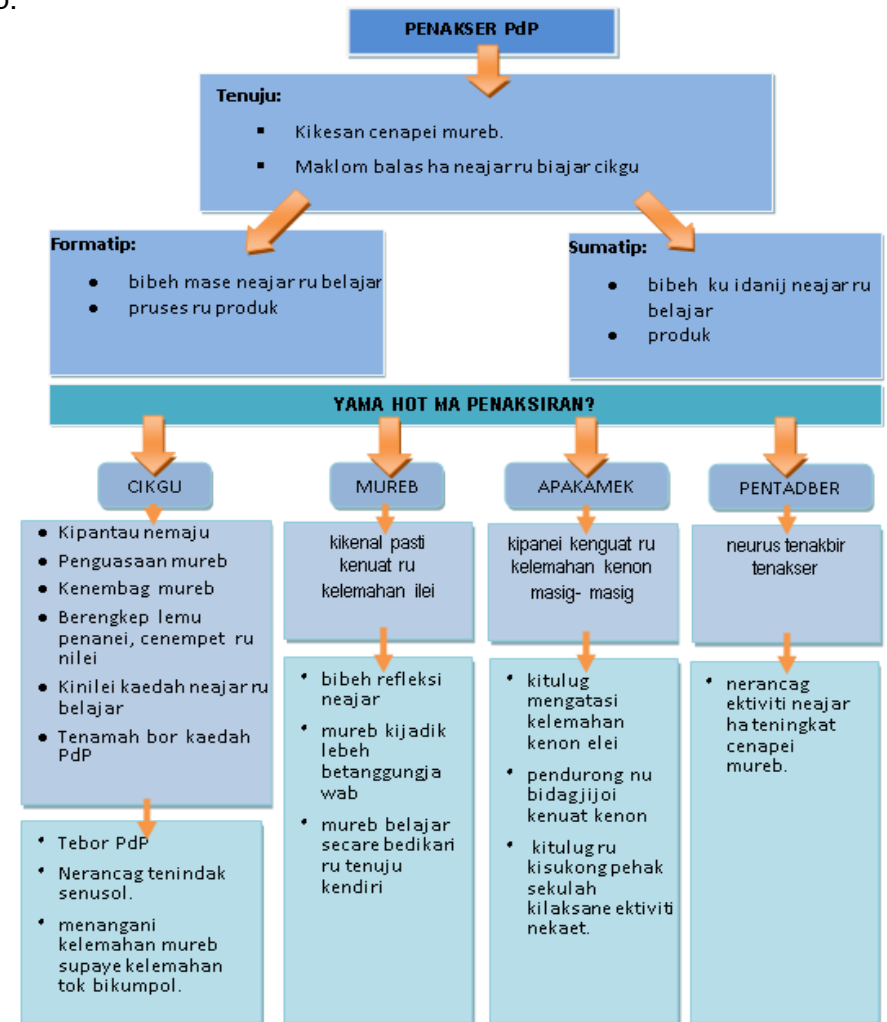 PENAKSER PdP
Tenuju:
▪ Kikesan cenapei mureb.
▪ Maklom balas ha neajar ru biajar cikgu
Formatip:
● bibeh mase neajar ru belajar
● pruses ru produk
Sumatip:
● bibeh ku idanij neajar ru
belajar
● produk
YAMA HOT MA PENAKSIRAN?
CIKGU
● Kipantau nemaju
● Penguasaan mureb
● Kenembag mureb
● Berengkep lemu
penanei, cenempet ru
nilei
● Kinilei kaedah neajar ru
belajar
● Tenamah bor kaedah
PdP
• Tebor PdP
• Nerancag tenindak
senusol.
• menangani
kelemahan mureb
supaye kelemahan
tok bikumpol.
MUREB
kikenal pasti
kenuat ru
kelemahan ilei
• bibeh refleksi
neajar
• mureb kijadik
lebeh
betanggungja
wab
• mureb belajar
secare bedikari
ru tenuju
kendiri
APAKAMEK
kipanei kenguat ru
kelemahan kenon
masig- masig
• kitulug
mengatasi
kelemahan
kenon elei
• pendurong nu
bidagjijoi
kenuat kenon
• kitulug ru
kisukong pehak
sekulah
kilaksane ektiviti
nekaet.
PENTADBER
neurus tenakbir
tenakser
• nerancag
ektiviti neajar
ha teningkat
cenapei
mureb.